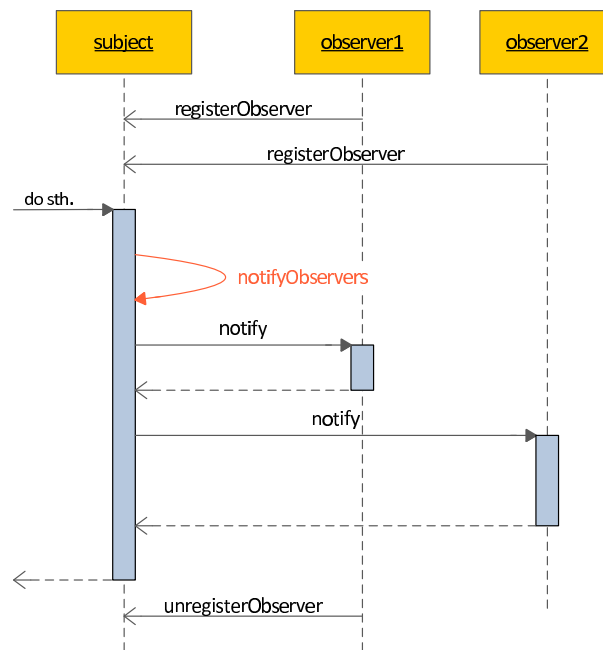 subject
observer1
observer2
registerObserver
registerObserver
do sth.
notifyObservers
notify
notify
unregisterObserver